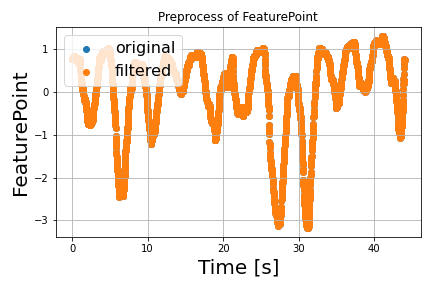 Preprocess of FeaturePoint
original
filtered
FeaturePoint
1
0
−1
−2
−3
0 10 20 30 40
Time [s]